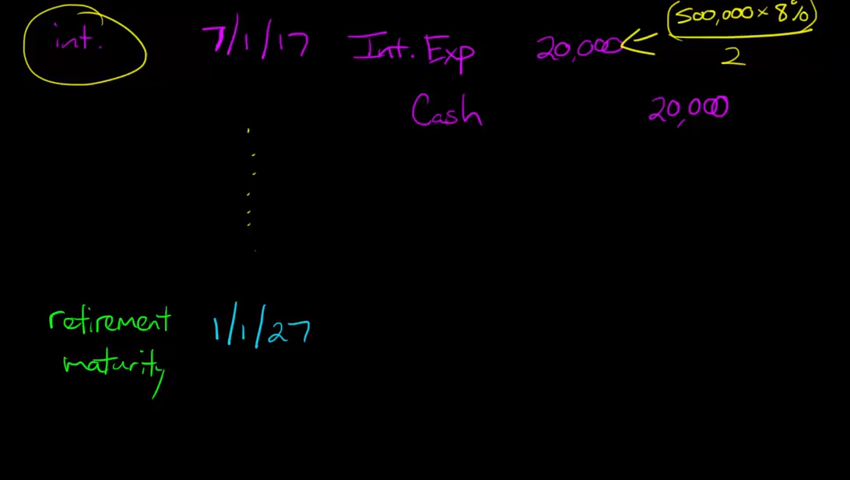 (500,000 × 8%)
int. 7/1/17 Int. Exp 20,000 2
Cash 20,000
retirement 1/1/27
maturity